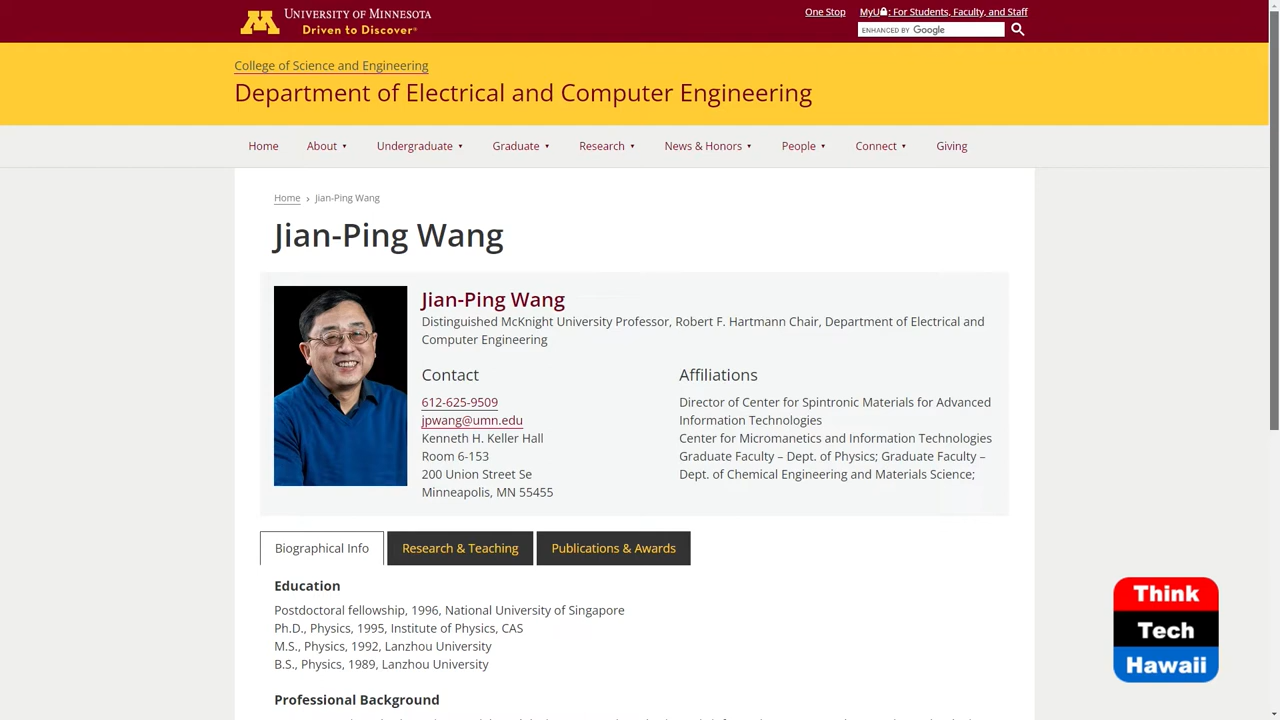 UNIVERSITY OF MINNESOTA
Driven to Discover®
One Stop
MyU: For Students, Faculty, and Staff
ENHANCED BY Google
College of Science and Engineering
Department of Electrical and Computer Engineering
Home About ▼ Undergraduate ▼ Graduate ▼ Research ▼ News & Honors ▼ People ▼ Connect ▼ Giving
Home › Jian-Ping Wang
Jian-Ping Wang
Jian-Ping Wang
Distinguished McKnight University Professor, Robert F. Hartmann Chair, Department of Electrical and
Computer Engineering
Contact
612-625-9509
jpwang@umn.edu
Kenneth H. Keller Hall
Room 6-153
200 Union Street Se
Minneapolis, MN 55455
Affiliations
Director of Center for Spintronic Materials for Advanced
Information Technologies
Center for Micromanetics and Information Technologies
Graduate Faculty – Dept. of Physics; Graduate Faculty –
Dept. of Chemical Engineering and Materials Science;
Biographical Info Research & Teaching Publications & Awards
Education
Postdoctoral fellowship, 1996, National University of Singapore
Ph.D., Physics, 1995, Institute of Physics, CAS
M.S., Physics, 1992, Lanzhou University
B.S., Physics, 1989, Lanzhou University
Professional Background
Think
Tech
Hawaii